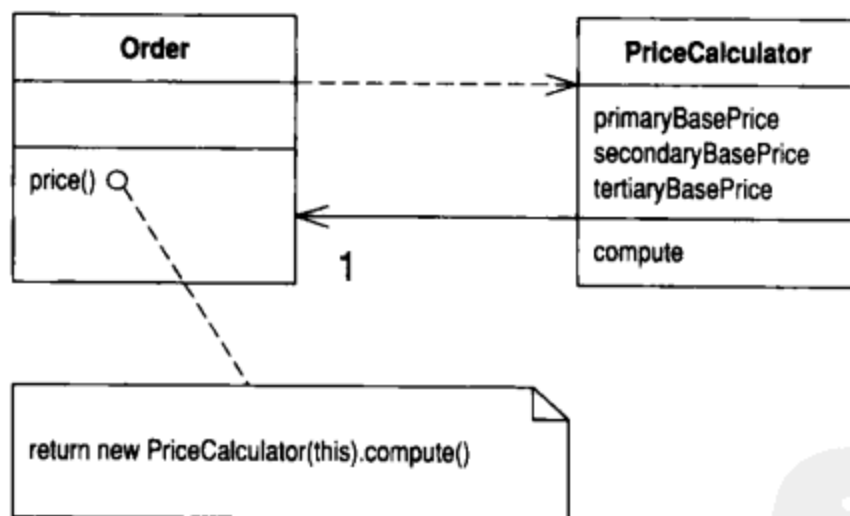 Order
PriceCalculator
primaryBasePrice
secondaryBasePrice
tertiaryBasePrice
price()
compute
1
return new PriceCalculator(this).compute()